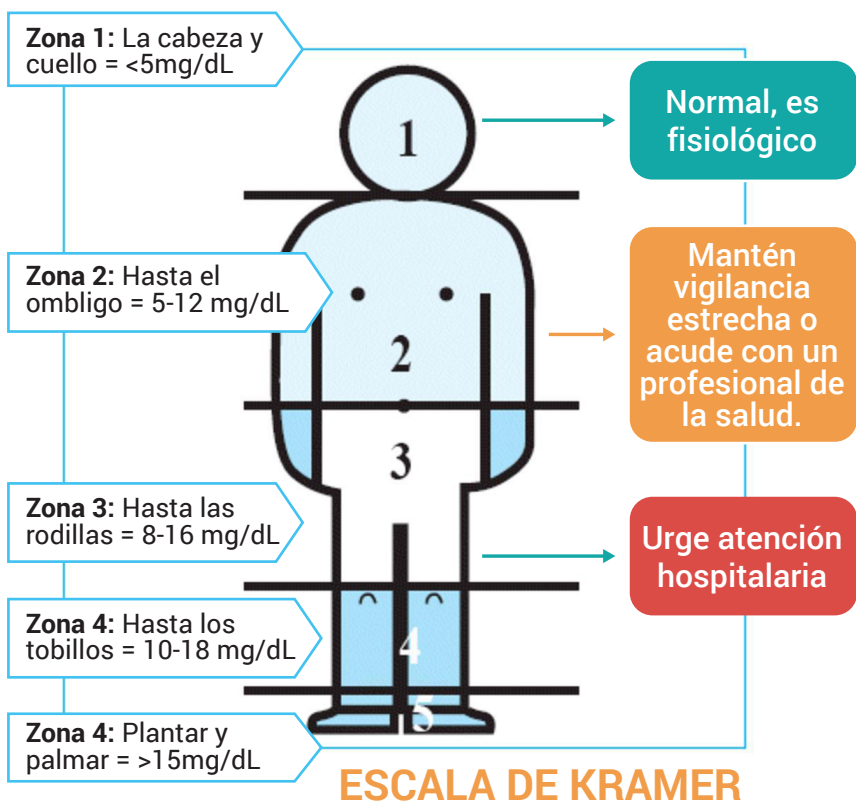 Zona 1: La cabeza y
cuello = <5mg/dL
Normal, es
fisiológico
1
Zona 2: Hasta el
ombligo = 5-12 mg/dL
Mantén
vigilancia
estrecha o
acude con un
profesional de
la salud.
2
3
Zona 3: Hasta las
rodillas = 8-16 mg/dL
Urge atención
hospitalaria
Zona 4: Hasta los
tobillos = 10-18 mg/dL
4
Zona 4: Plantar y
palmar = >15mg/dL
5
ESCALA DE KRAMER